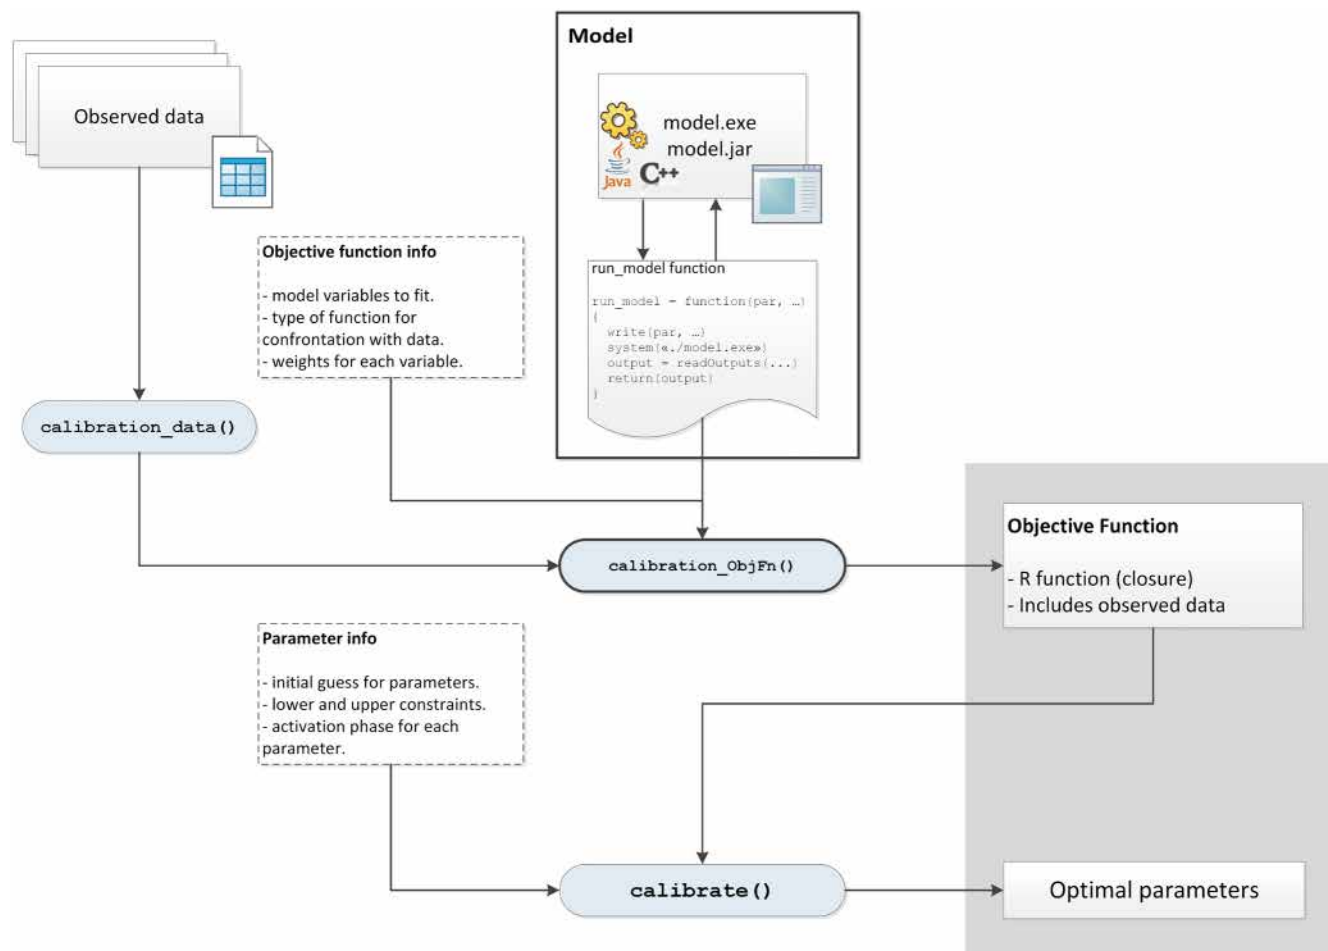 Observed data
Model
model.exe
model.jar
java
C++
Objective function info
- model variables to fit.
- type of function for
confrontation with data.
- weights for each variable.
run_model function
run_model = function(par, …)
{
write(par, …)
system(«./model.exe»)
output = readOutputs(...)
return(output)
}
calibration_data()
calibration_ObjFn()
Objective Function
- R function (closure)
- Includes observed data
Parameter info
- initial guess for parameters.
- lower and upper constraints.
- activation phase for each
parameter.
calibrate()
Optimal parameters